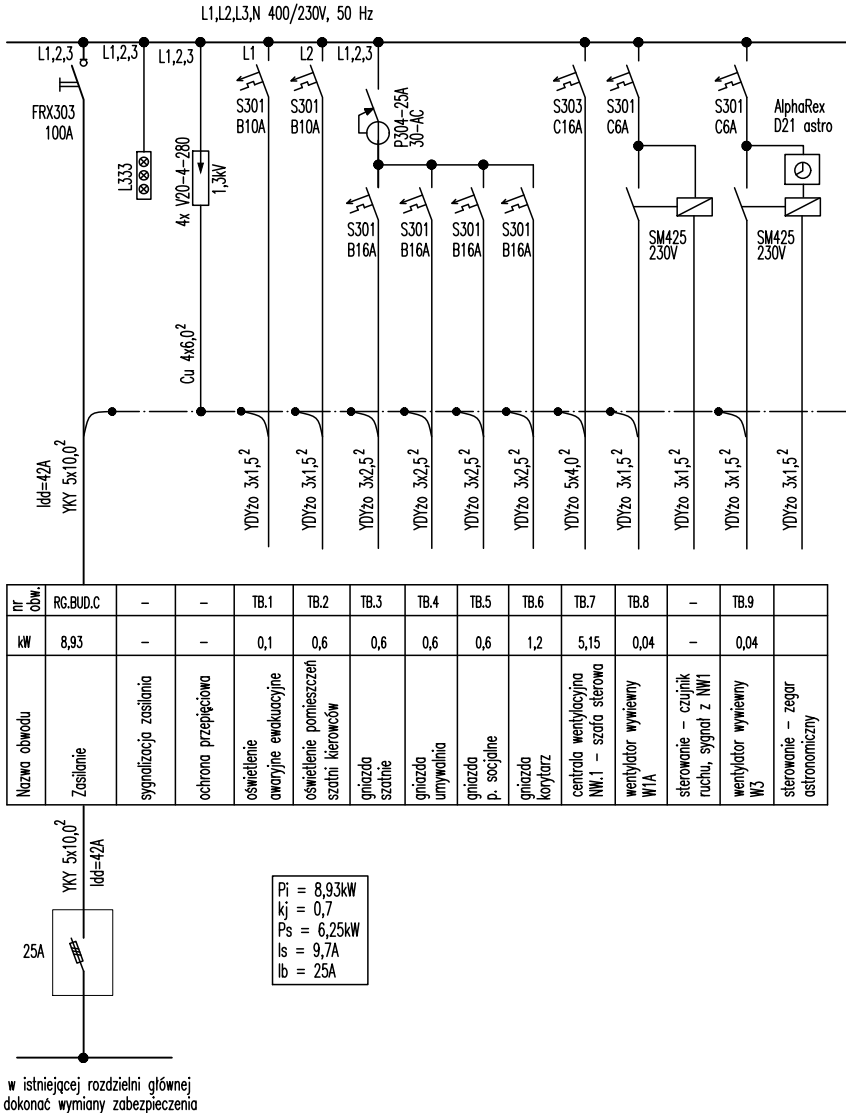 L1,L2,L3,N 400/230V, 50 Hz
L1,2,3
L1,2,3
L1,2,3
L1
L2
L1,2,3
FRX303
100A
L333
4x V20-4-280
1,3kV
S301
B10A
S301
B10A
P304-25A
30-AC
S303
C16A
S301
C6A
S301
C6A
AlphaRex
D21 astro
S301
B16A
S301
B16A
S301
B16A
S301
B16A
SM425
230V
SM425
230V
Cu 4x6,0²
Idd=42A
YKY 5x10,0²
YDYżo 3x1,5²
YDYżo 3x1,5²
YDYżo 3x2,5²
YDYżo 3x2,5²
YDYżo 3x2,5²
YDYżo 3x2,5²
YDYżo 5x4,0²
YDYżo 3x1,5²
YDYżo 3x1,5²
YDYżo 3x1,5²
YDYżo 3x1,5²
nr obw. RG.BUD.C - - TB.1 TB.2 TB.3 TB.4 TB.5 TB.6 TB.7 TB.8 - TB.9
kW 8,93 - - 0,1 0,6 0,6 0,6 0,6 1,2 5,15 0,04 - 0,04
Nazwa obwodu
Zasilanie
sygnalizacja zasilania
ochrona przepięciowa
oświetlenie
awaryjne ewakuacyjne
oświetlenie pomieszczeń
szatni kierowców
gniazda
szatnie
gniazda
umywalnia
gniazda
p. socjalne
gniazda
korytarz
centrala wentylacyjna
NW.1 - szafa sterowa
wentylator wywiewny
W1A
sterowanie - czujnik
ruchu, sygnał z NW1
wentylator wywiewny
W3
sterowanie - zegar
astronomiczny
YKY 5x10,0²
Idd=42A
25A
Pi = 8,93kW
kj = 0,7
Ps = 6,25kW
Is = 9,7A
Ib = 25A
w istniejącej rozdzielni głównej
dokonać wymiany zabezpieczenia